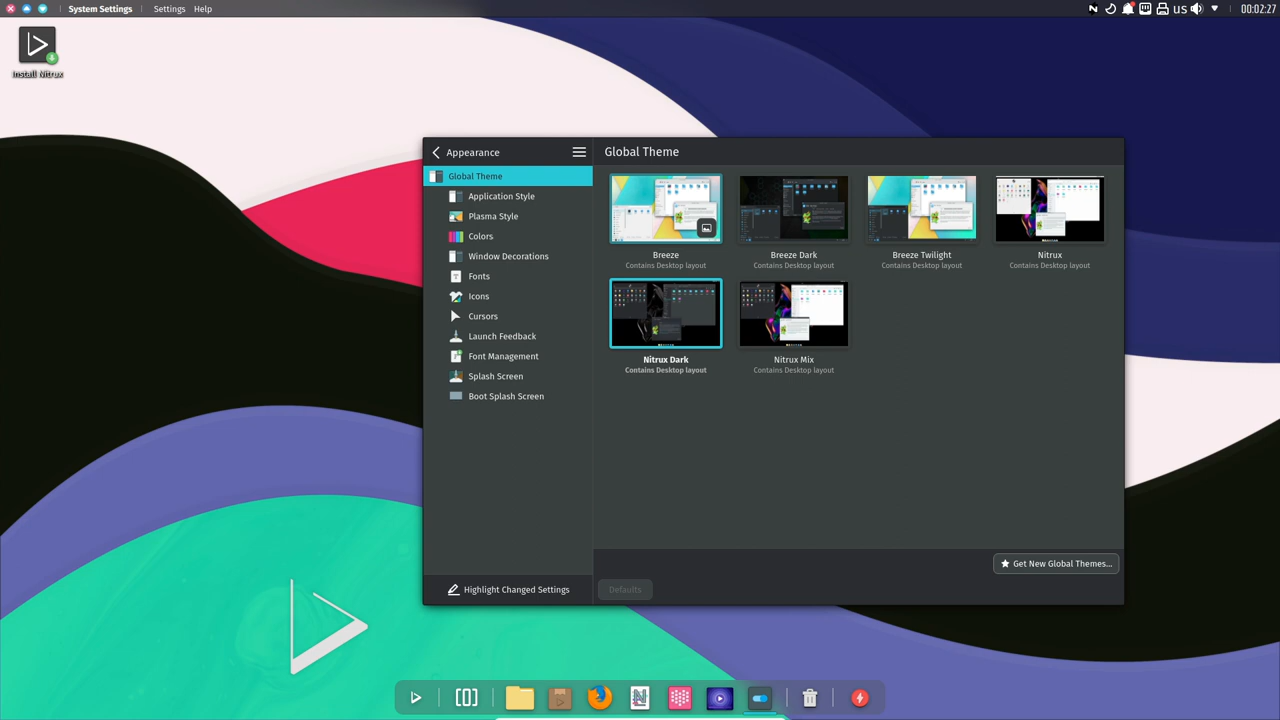 System Settings
Settings
Help
us
00:02:27
Install Nitrux
Appearance
Global Theme
Global Theme
Application Style
Plasma Style
Colors
Window Decorations
Fonts
Icons
Cursors
Launch Feedback
Font Management
Splash Screen
Boot Splash Screen
Highlight Changed Settings
Breeze
Contains Desktop layout
Breeze Dark
Contains Desktop layout
Breeze Twilight
Contains Desktop layout
Nitrux
Contains Desktop layout
Nitrux Dark
Contains Desktop layout
Nitrux Mix
Contains Desktop layout
Get New Global Themes...
Defaults